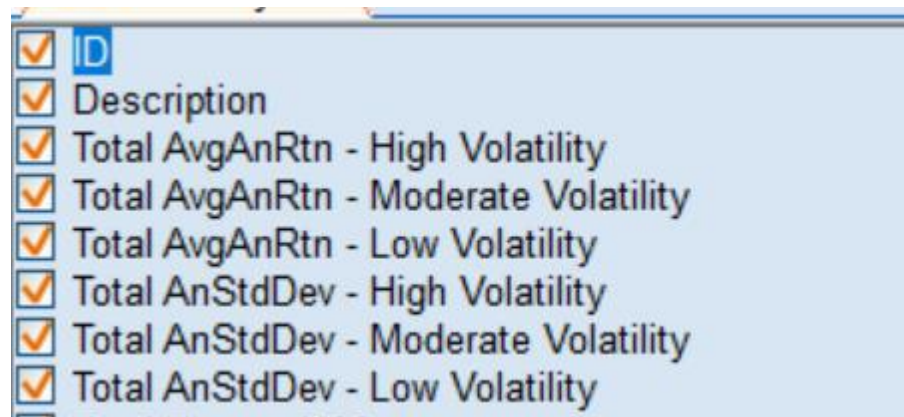 ID
Description
Total AvgAnRtn - High Volatility
Total AvgAnRtn - Moderate Volatility
Total AvgAnRtn - Low Volatility
Total AnStdDev - High Volatility
Total AnStdDev - Moderate Volatility
Total AnStdDev - Low Volatility